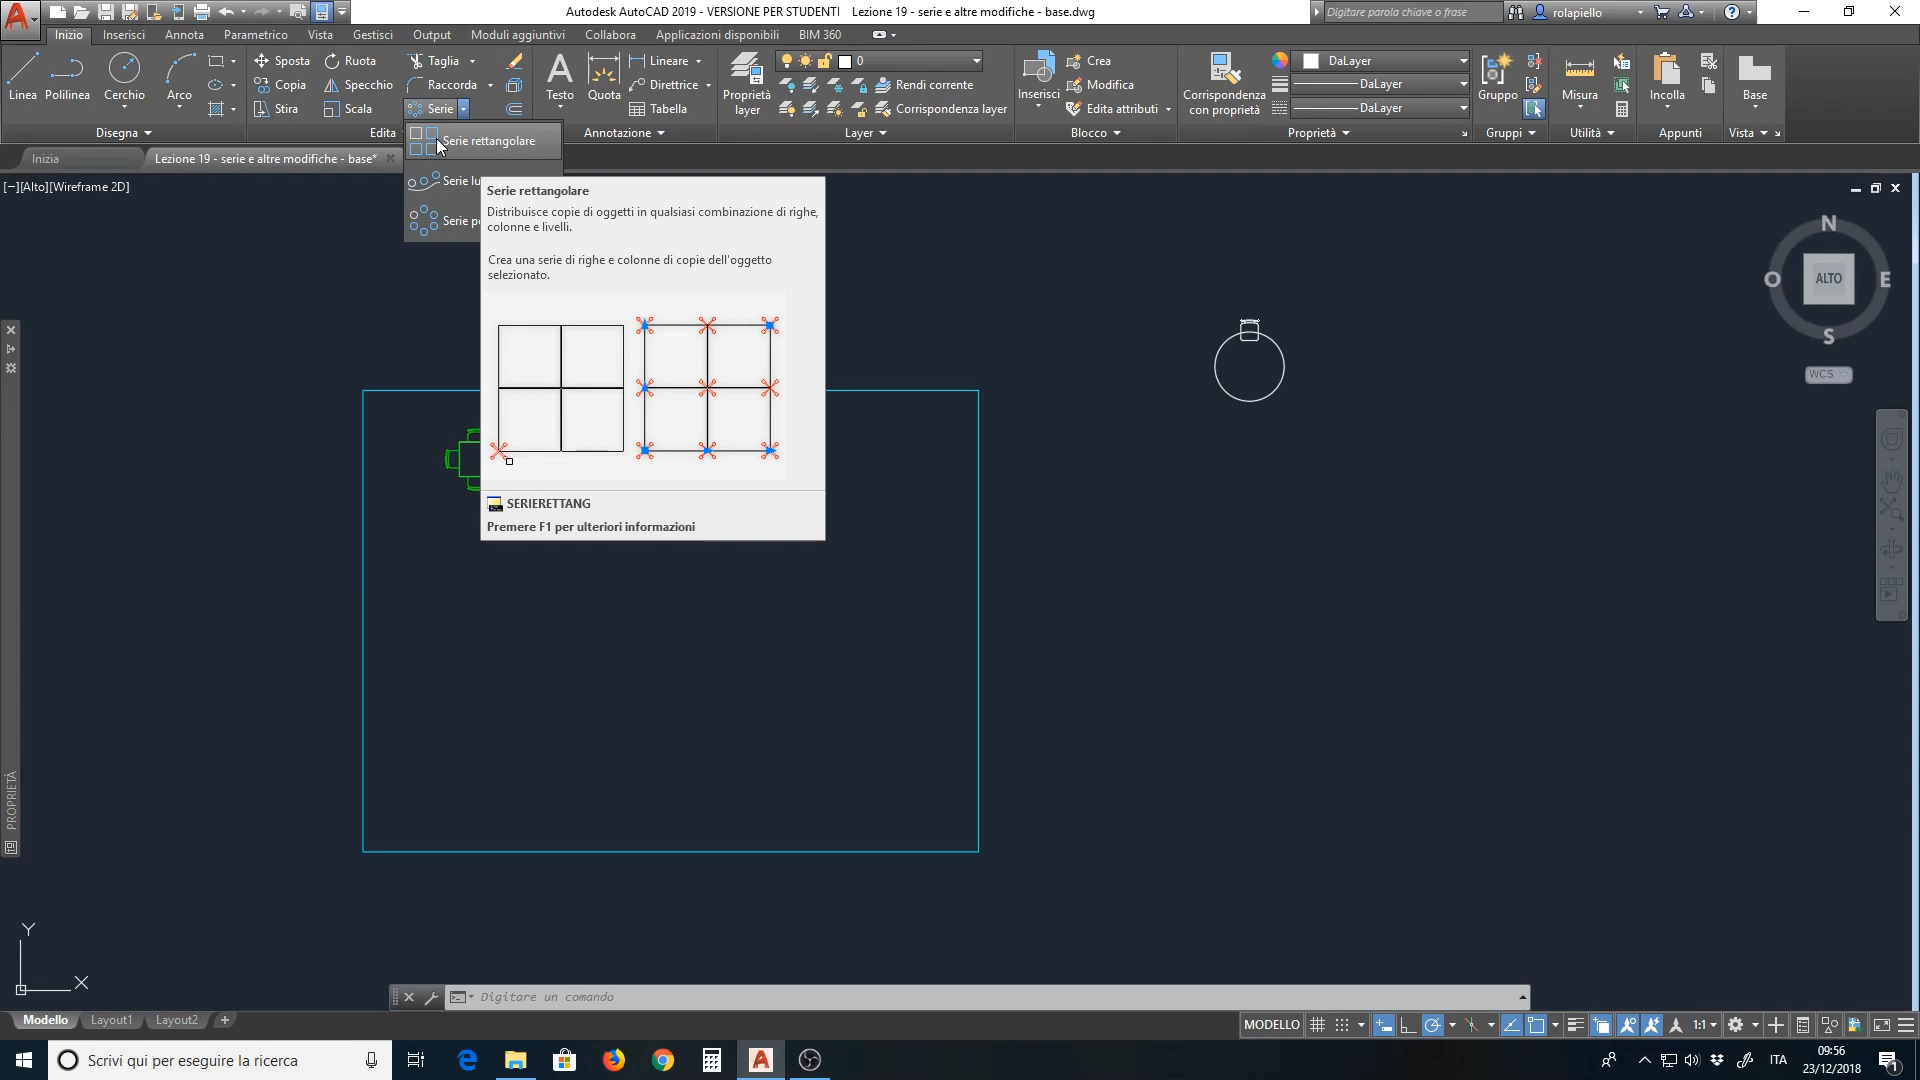 Autodesk AutoCAD 2019 - VERSIONE PER STUDENTI    Lezione 19 - serie e altre modifiche - base.dwg
Digitare parola chiave o frase
rolapiello
Inizio
Inserisci
Annota
Parametrico
Vista
Gestisci
Output
Moduli aggiuntivi
Collabora
Applicazioni disponibili
BIM 360
Linea
Polilinea
Cerchio
Arco
Sposta
Ruota
Taglia
Copia
Specchio
Raccorda
Stira
Scala
Serie
Testo
Quota
Lineare
Direttrice
Tabella
Proprietà
layer
0
Rendi corrente
Corrispondenza layer
Inserisci
Crea
Modifica
Edita attributi
Corrispondenza
con proprietà
DaLayer
DaLayer
DaLayer
Gruppo
Misura
Incolla
Base
Disegna
Edita
Annotazione
Layer
Blocco
Proprietà
Gruppi
Utilità
Appunti
Vista
Inizia
Lezione 19 - serie e altre modifiche - base*
Serie rettangolare
Serie lu
Serie p
[−][Alto][Wireframe 2D]
Serie rettangolare
Distribuisce copie di oggetti in qualsiasi combinazione di righe,
colonne e livelli.
Crea una serie di righe e colonne di copie dell'oggetto
selezionato.
SERIERETTANG
Premere F1 per ulteriori informazioni
N
O
ALTO
E
S
WCS
PROPRIETÀ
Y
X
Digitare un comando
Modello
Layout1
Layout2
MODELLO
1:1
Scrivi qui per eseguire la ricerca
ITA
09:56
23/12/2018
1